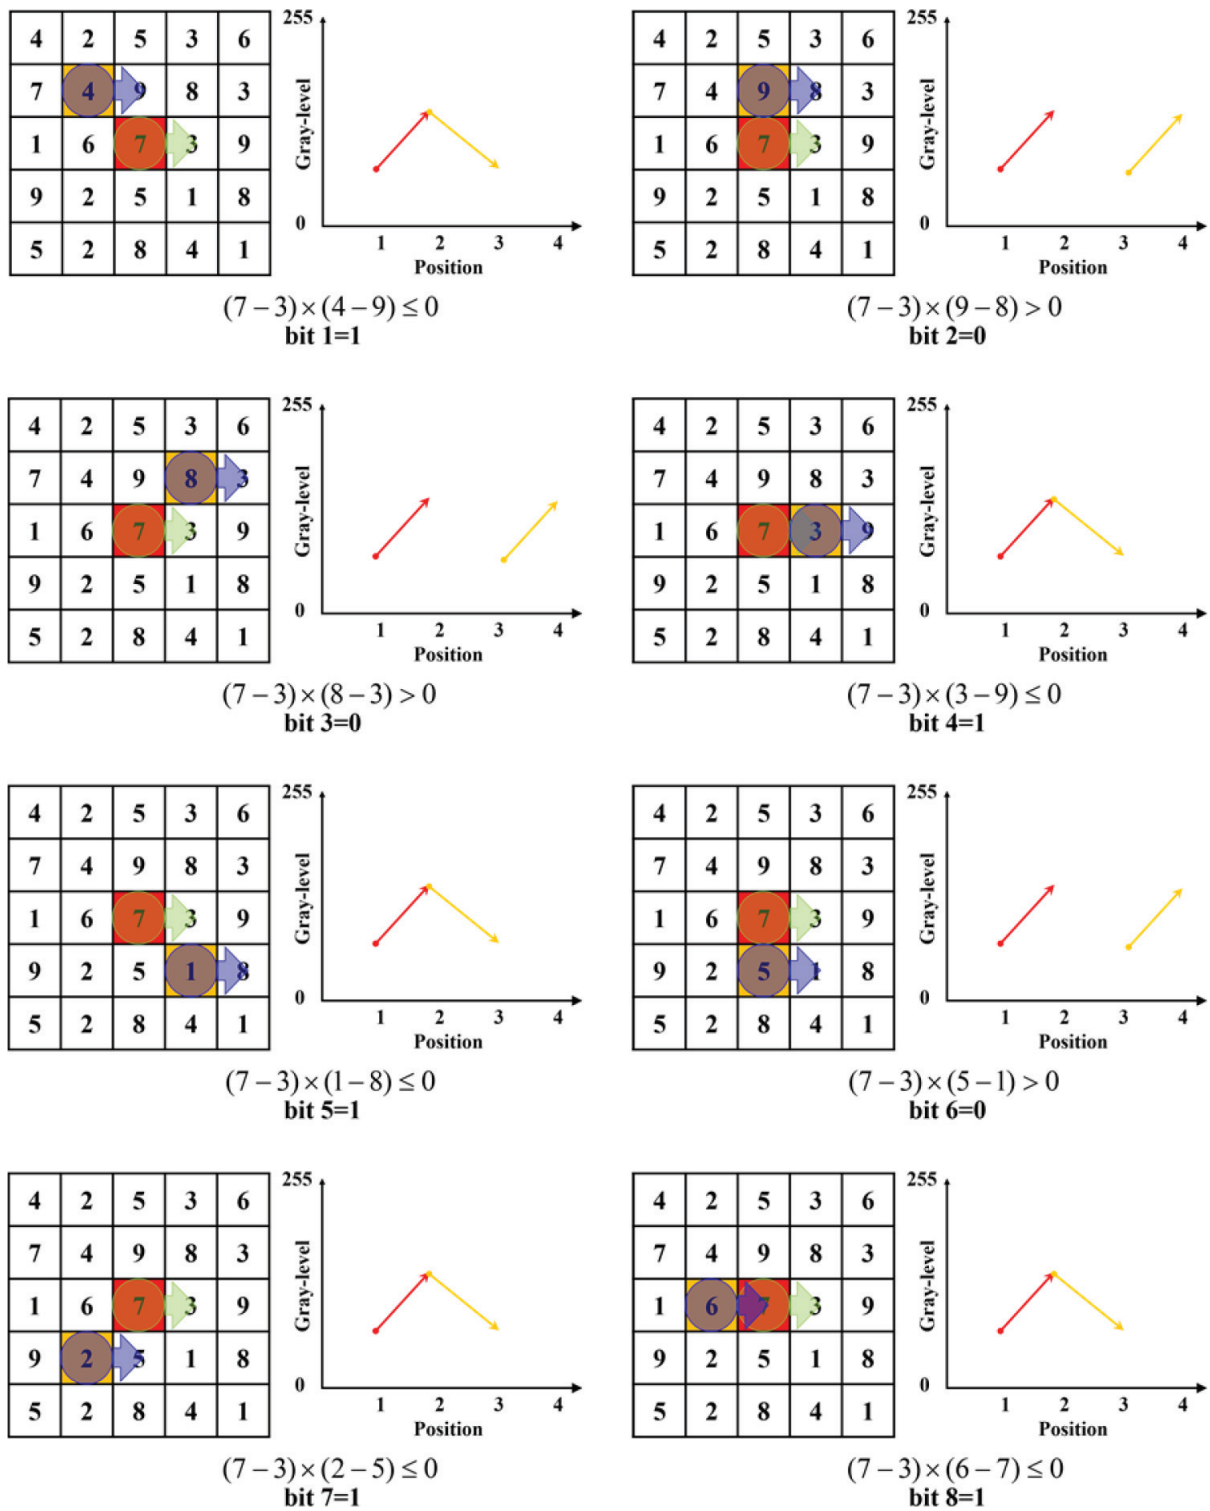 4 2 5 3 6
7 4 9 8 3
1 6 7 3 9
9 2 5 1 8
5 2 8 4 1
255
Gray-level
0
1 2 3 4
Position
(7−3)×(4−9)≤0
bit 1=1
4 2 5 3 6
7 4 9 8 3
1 6 7 3 9
9 2 5 1 8
5 2 8 4 1
255
Gray-level
0
1 2 3 4
Position
(7−3)×(9−8)>0
bit 2=0
4 2 5 3 6
7 4 9 8 3
1 6 7 3 9
9 2 5 1 8
5 2 8 4 1
255
Gray-level
0
1 2 3 4
Position
(7−3)×(8−3)>0
bit 3=0
4 2 5 3 6
7 4 9 8 3
1 6 7 3 9
9 2 5 1 8
5 2 8 4 1
255
Gray-level
0
1 2 3 4
Position
(7−3)×(3−9)≤0
bit 4=1
4 2 5 3 6
7 4 9 8 3
1 6 7 3 9
9 2 5 1 8
5 2 8 4 1
255
Gray-level
0
1 2 3 4
Position
(7−3)×(1−8)≤0
bit 5=1
4 2 5 3 6
7 4 9 8 3
1 6 7 3 9
9 2 5 1 8
5 2 8 4 1
255
Gray-level
0
1 2 3 4
Position
(7−3)×(5−1)>0
bit 6=0
4 2 5 3 6
7 4 9 8 3
1 6 7 3 9
9 2 5 1 8
5 2 8 4 1
255
Gray-level
0
1 2 3 4
Position
(7−3)×(2−5)≤0
bit 7=1
4 2 5 3 6
7 4 9 8 3
1 6 7 3 9
9 2 5 1 8
5 2 8 4 1
255
Gray-level
0
1 2 3 4
Position
(7−3)×(6−7)≤0
bit 8=1